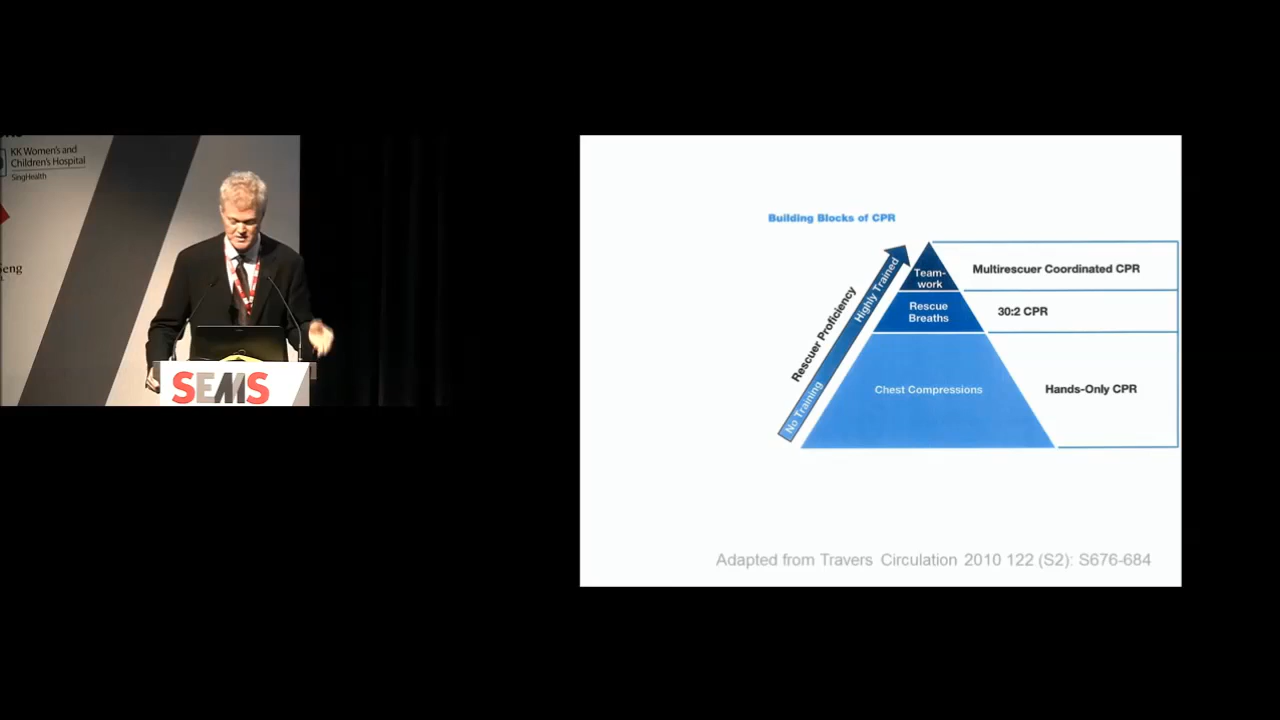 KK Women's and
Children's Hospital
SingHealth
SEMS
Building Blocks of CPR
Rescuer Proficiency
No Training
Highly Trained
Team-
work
Multirescuer Coordinated CPR
Rescue
Breaths
30:2 CPR
Chest Compressions
Hands-Only CPR
Adapted from Travers Circulation 2010 122 (S2): S676-684